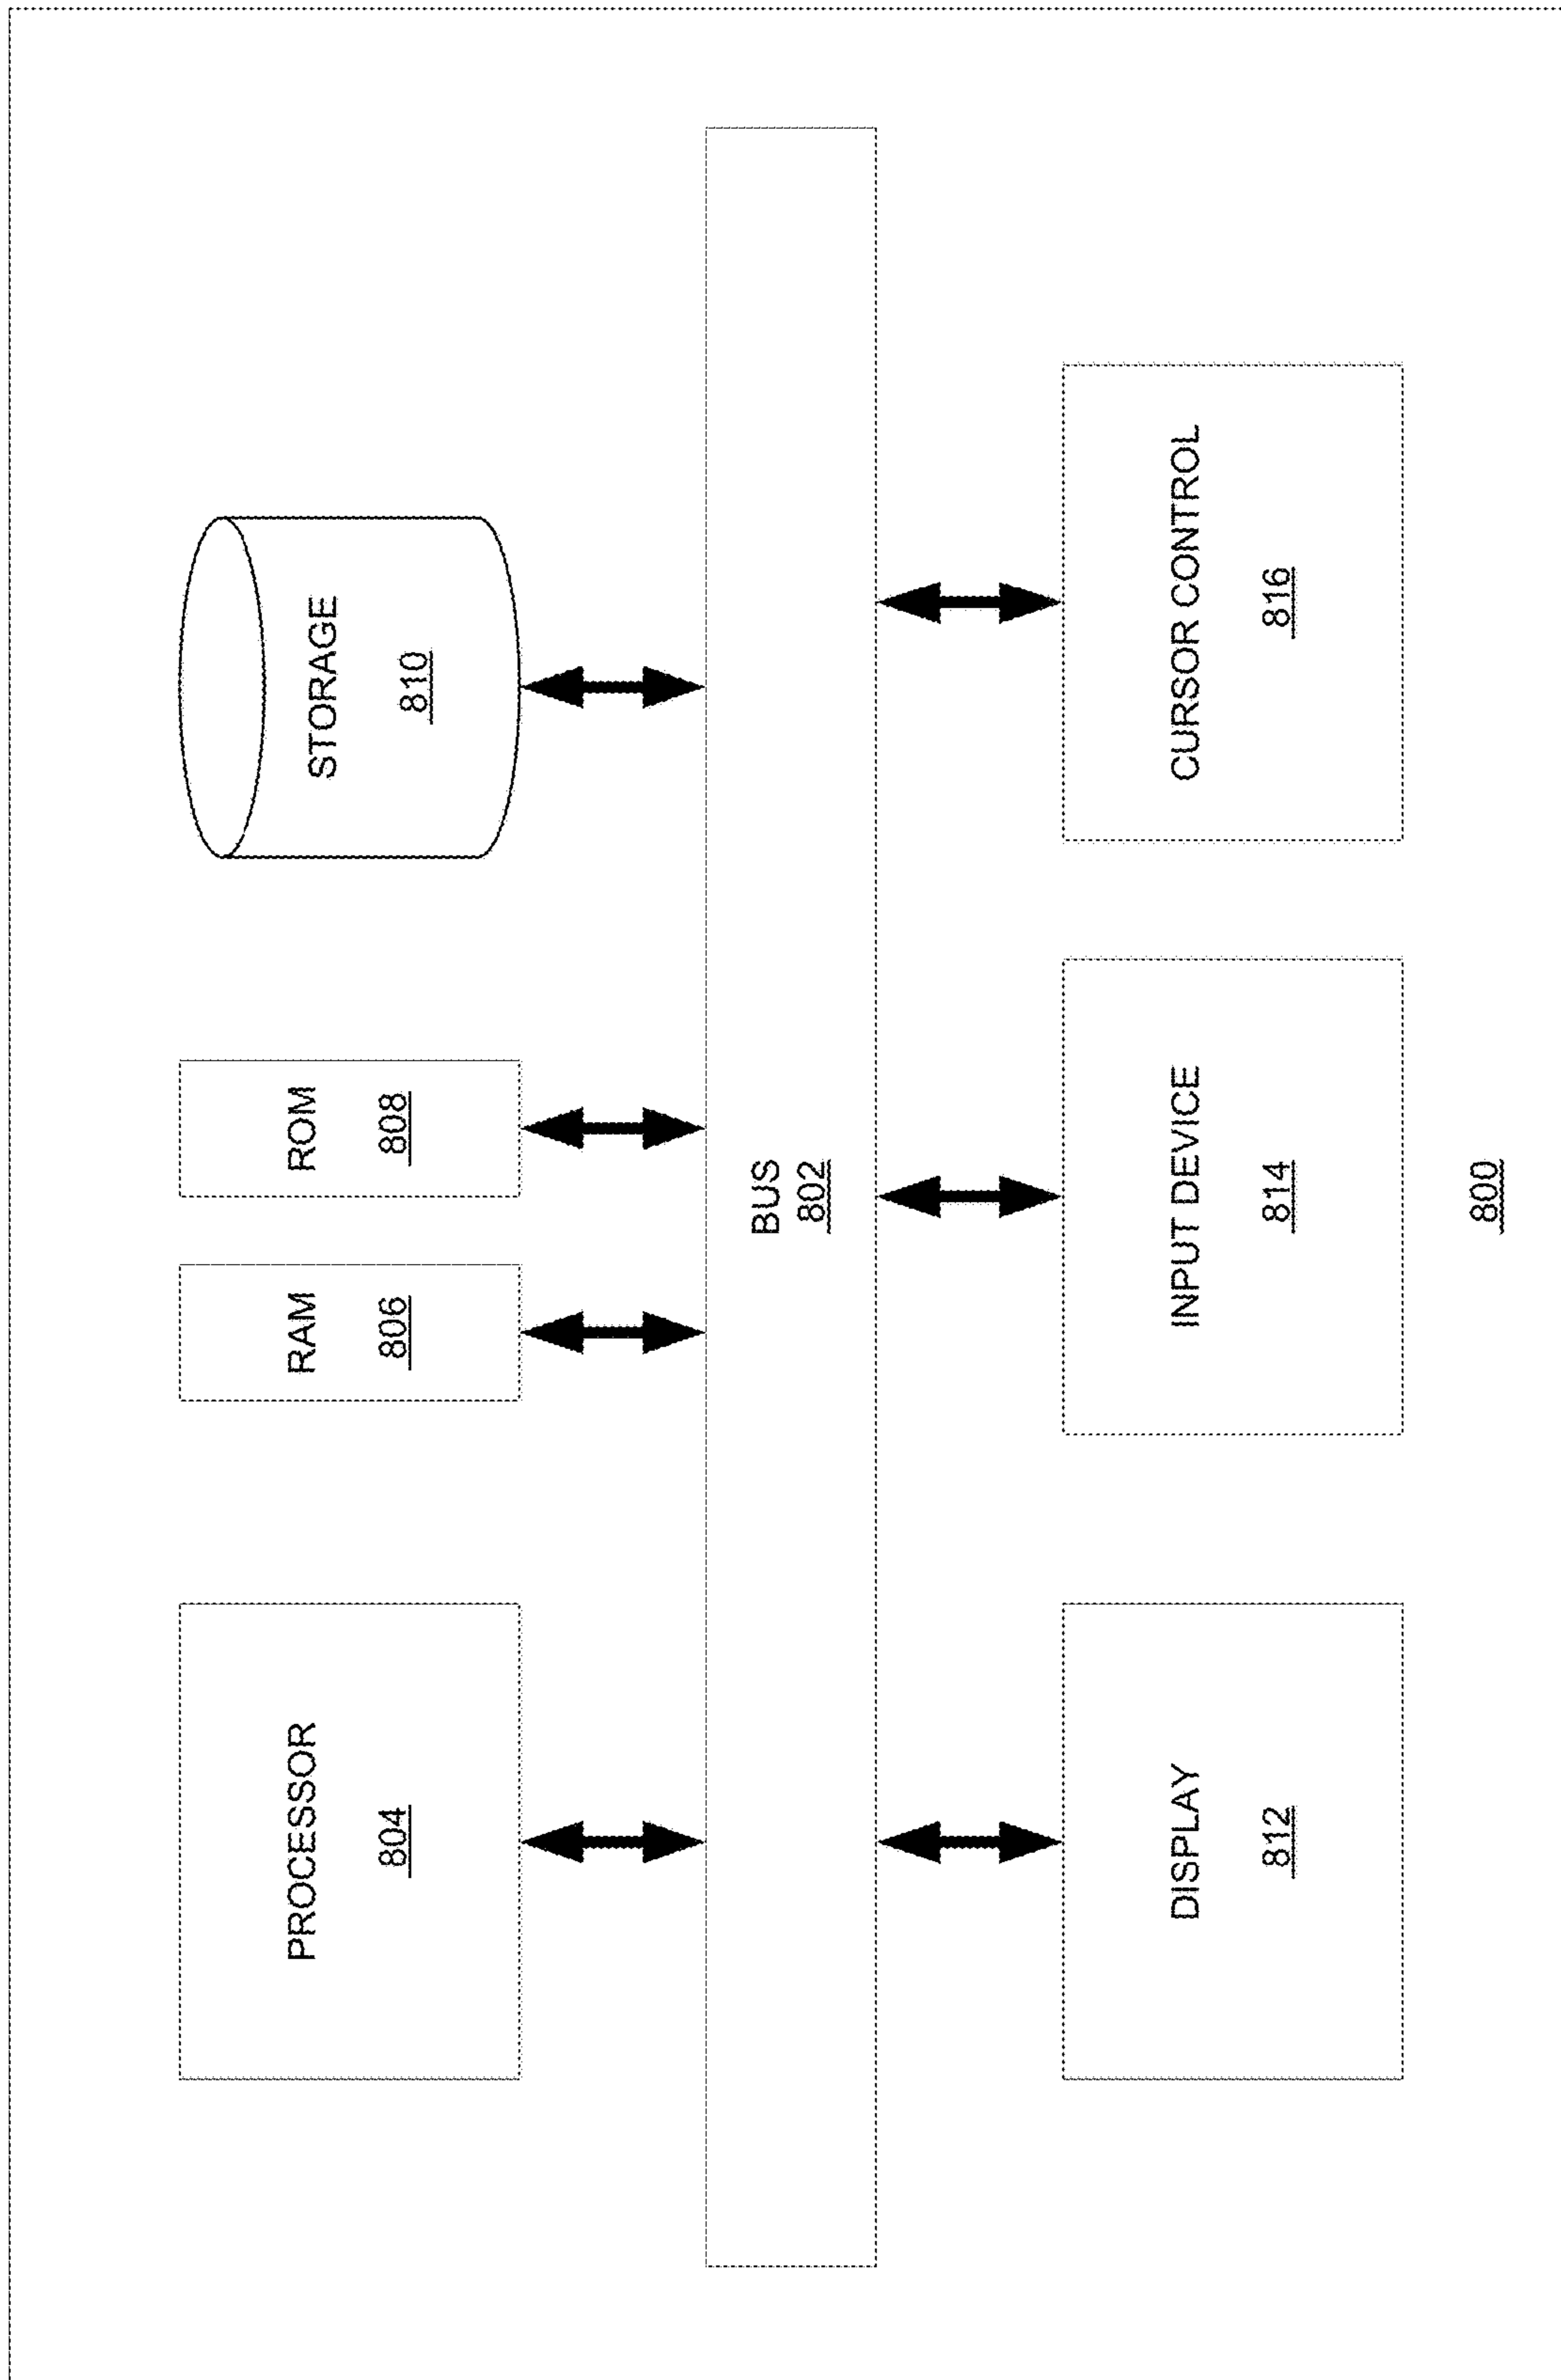 PROCESSOR
804
RAM
806
ROM
808
STORAGE
810
BUS
802
DISPLAY
812
INPUT DEVICE
814
CURSOR CONTROL
816
800